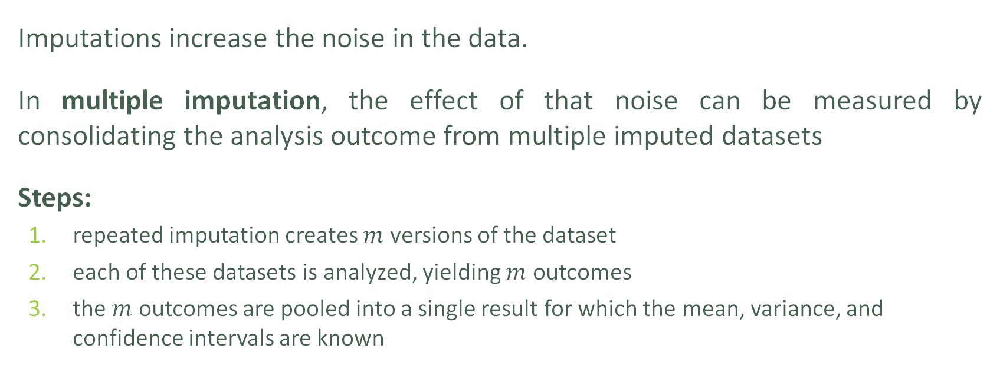 Imputations increase the noise in the data.
In multiple imputation, the effect of that noise can be measured by
consolidating the analysis outcome from multiple imputed datasets
Steps:
1. repeated imputation creates m versions of the dataset
2. each of these datasets is analyzed, yielding m outcomes
3. the m outcomes are pooled into a single result for which the mean, variance, and
confidence intervals are known